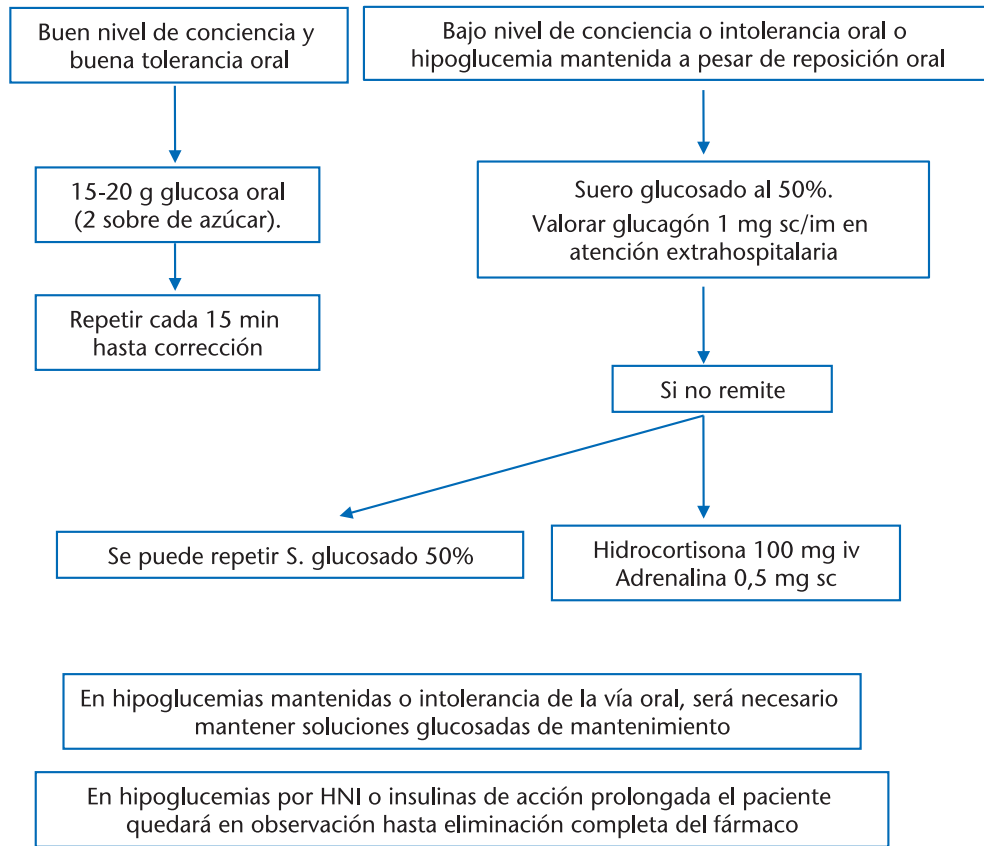 Buen nivel de conciencia y
buena tolerancia oral
Bajo nivel de conciencia o intolerancia oral o
hipoglucemia mantenida a pesar de reposición oral
15-20 g glucosa oral
(2 sobre de azúcar).
Suero glucosado al 50%.
Valorar glucagón 1 mg sc/im en
atención extrahospitalaria
Repetir cada 15 min
hasta corrección
Si no remite
Se puede repetir S. glucosado 50%
Hidrocortisona 100 mg iv
Adrenalina 0,5 mg sc
En hipoglucemias mantenidas o intolerancia de la vía oral, será necesario
mantener soluciones glucosadas de mantenimiento
En hipoglucemias por HNI o insulinas de acción prolongada el paciente
quedará en observación hasta eliminación completa del fármaco